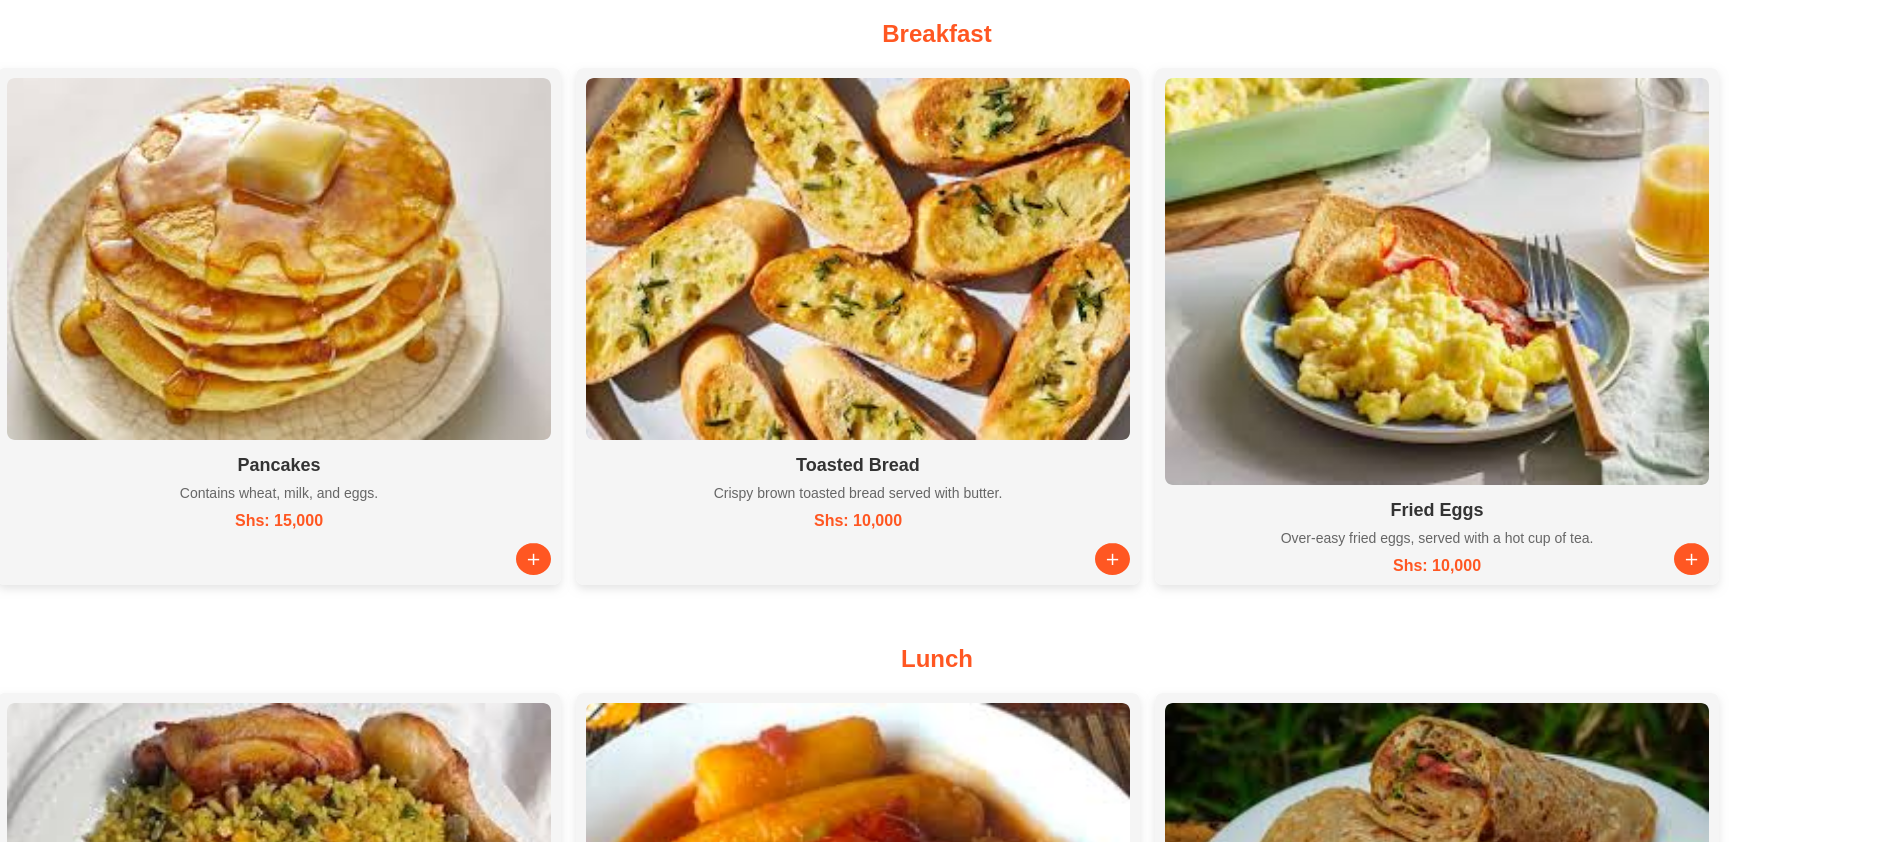 Breakfast
Pancakes
Contains wheat, milk, and eggs.
Shs: 15,000
+
Toasted Bread
Crispy brown toasted bread served with butter.
Shs: 10,000
+
Fried Eggs
Over-easy fried eggs, served with a hot cup of tea.
Shs: 10,000
+
Lunch